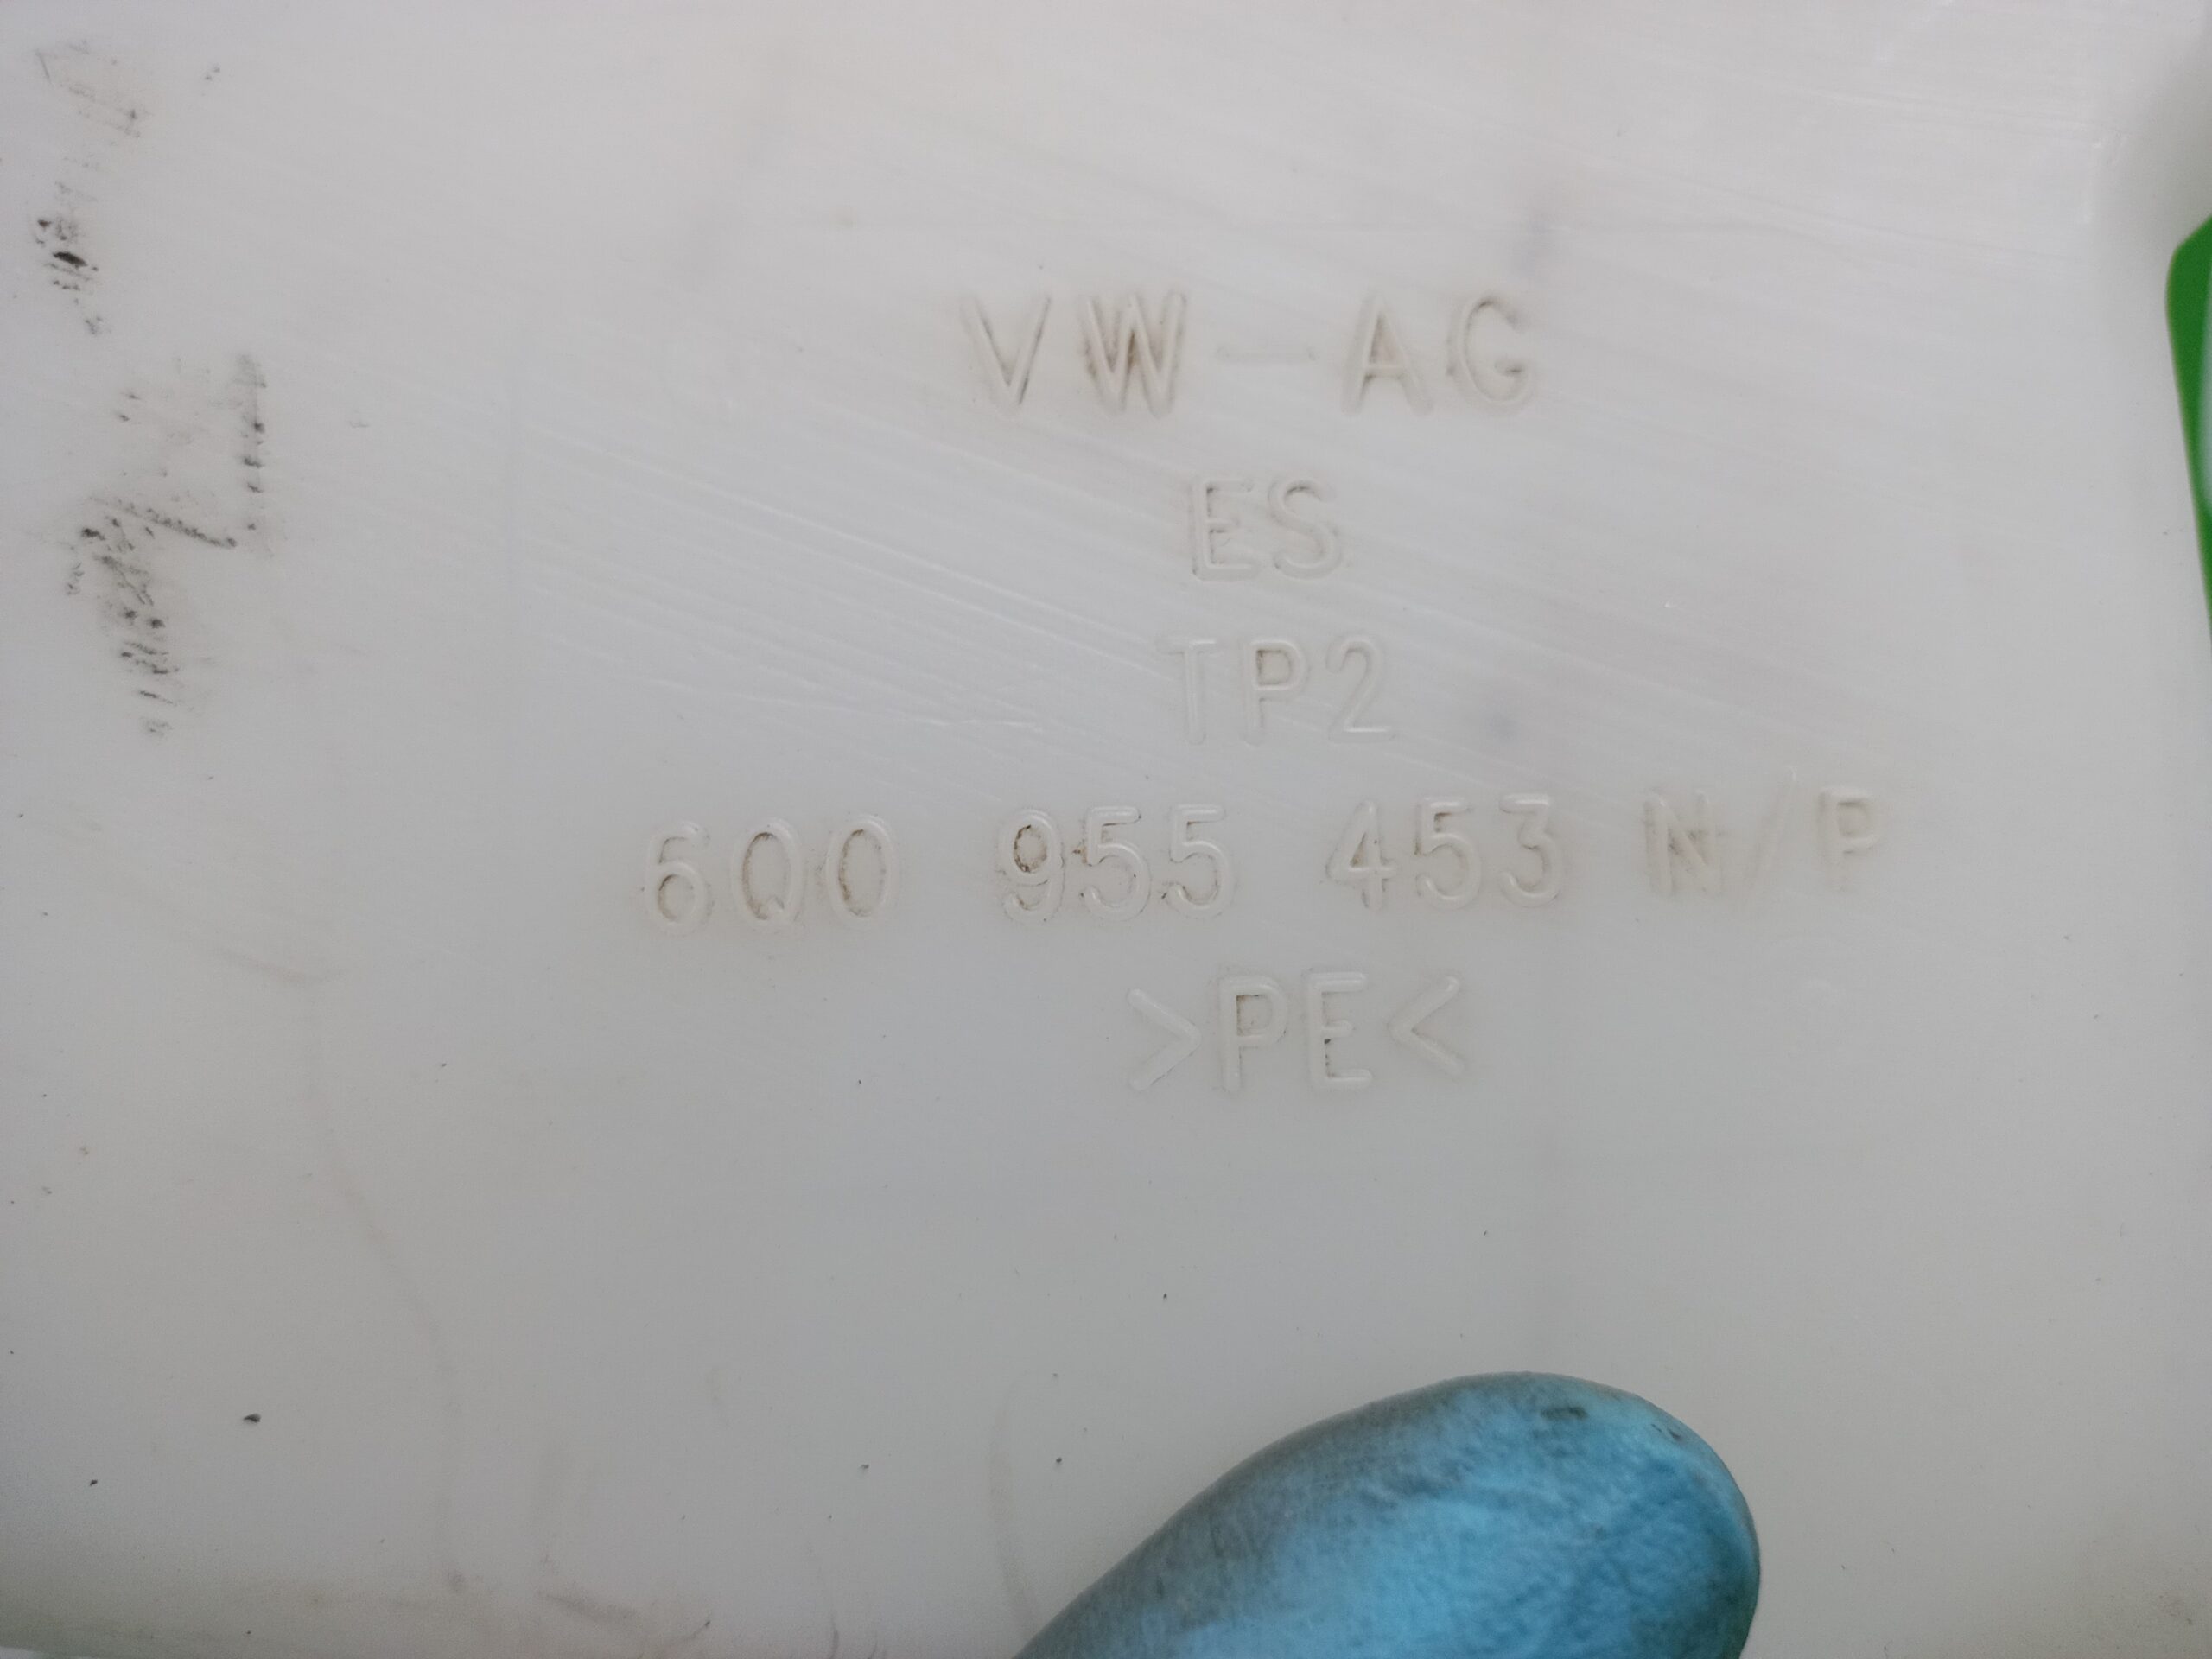 VW-AG
ES
TP2
6Q0 955 453 N/P
>PE<